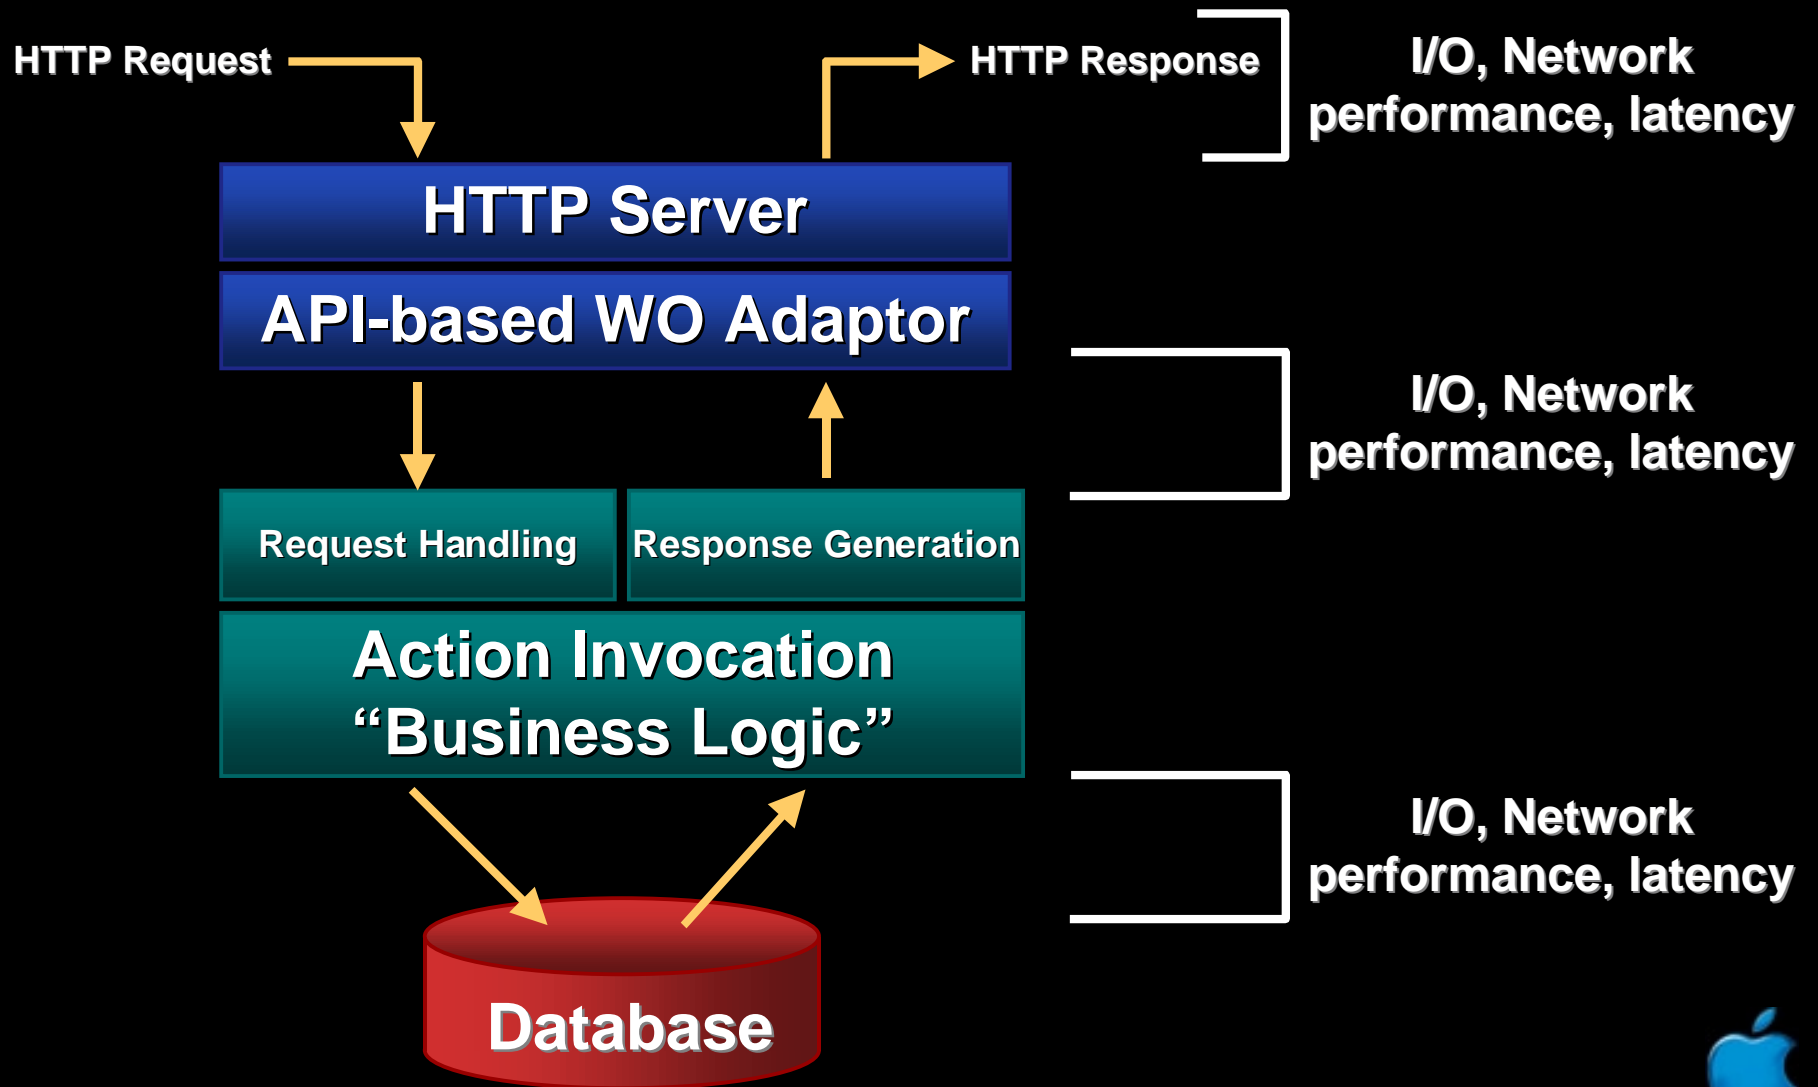 HTTP Request
HTTP Response
I/O, Network
performance, latency
HTTP Server
API-based WO Adaptor
I/O, Network
performance, latency
Request Handling
Response Generation
Action Invocation
“Business Logic”
I/O, Network
performance, latency
Database